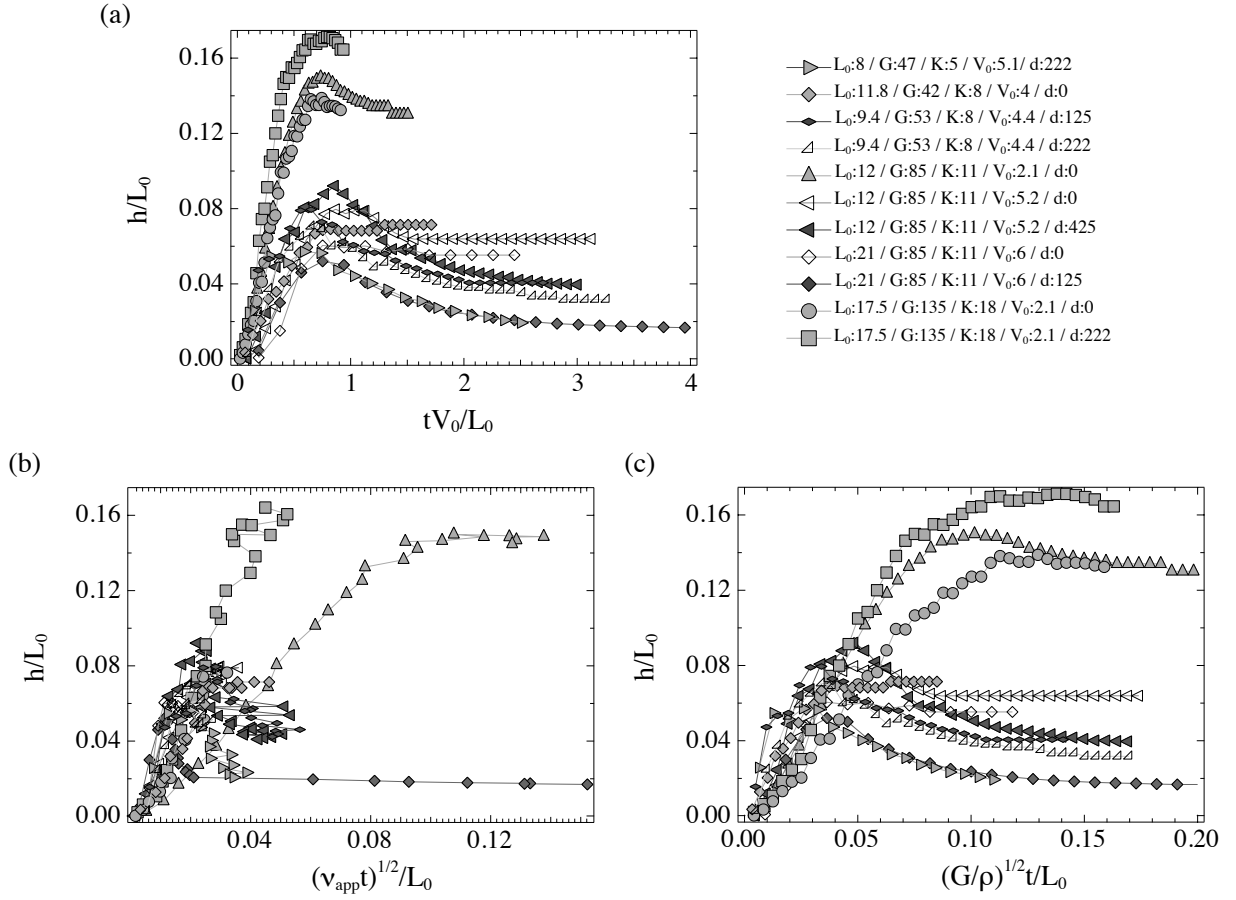 (a)
0.16
0.12
0.08
0.04
0.00
h/L₀
0 1 2 3 4
tV₀/L₀
L₀:8 / G:47 / K:5 / V₀:5.1/ d:222
L₀:11.8 / G:42 / K:8 / V₀:4 / d:0
L₀:9.4 / G:53 / K:8 / V₀:4.4 / d:125
L₀:9.4 / G:53 / K:8 / V₀:4.4 / d:222
L₀:12 / G:85 / K:11 / V₀:2.1 / d:0
L₀:12 / G:85 / K:11 / V₀:5.2 / d:0
L₀:12 / G:85 / K:11 / V₀:5.2 / d:425
L₀:21 / G:85 / K:11 / V₀:6 / d:0
L₀:21 / G:85 / K:11 / V₀:6 / d:125
L₀:17.5 / G:135 / K:18 / V₀:2.1 / d:0
L₀:17.5 / G:135 / K:18 / V₀:2.1 / d:222
(b)
0.16
0.12
0.08
0.04
0.00
h/L₀
0.04 0.08 0.12
(ν_app t)^1/2/L₀
(c)
0.16
0.12
0.08
0.04
0.00
h/L₀
0.00 0.05 0.10 0.15 0.20
(G/ρ)^1/2 t/L₀